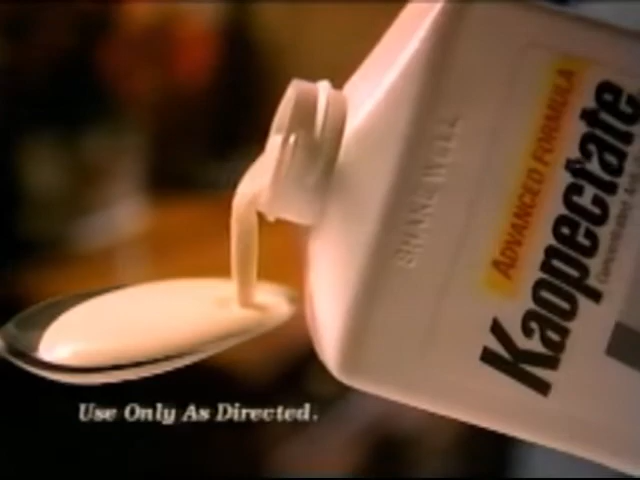 SHAKE WELL
ADVANCED FORMULA
Kaopectate
Use Only As Directed.